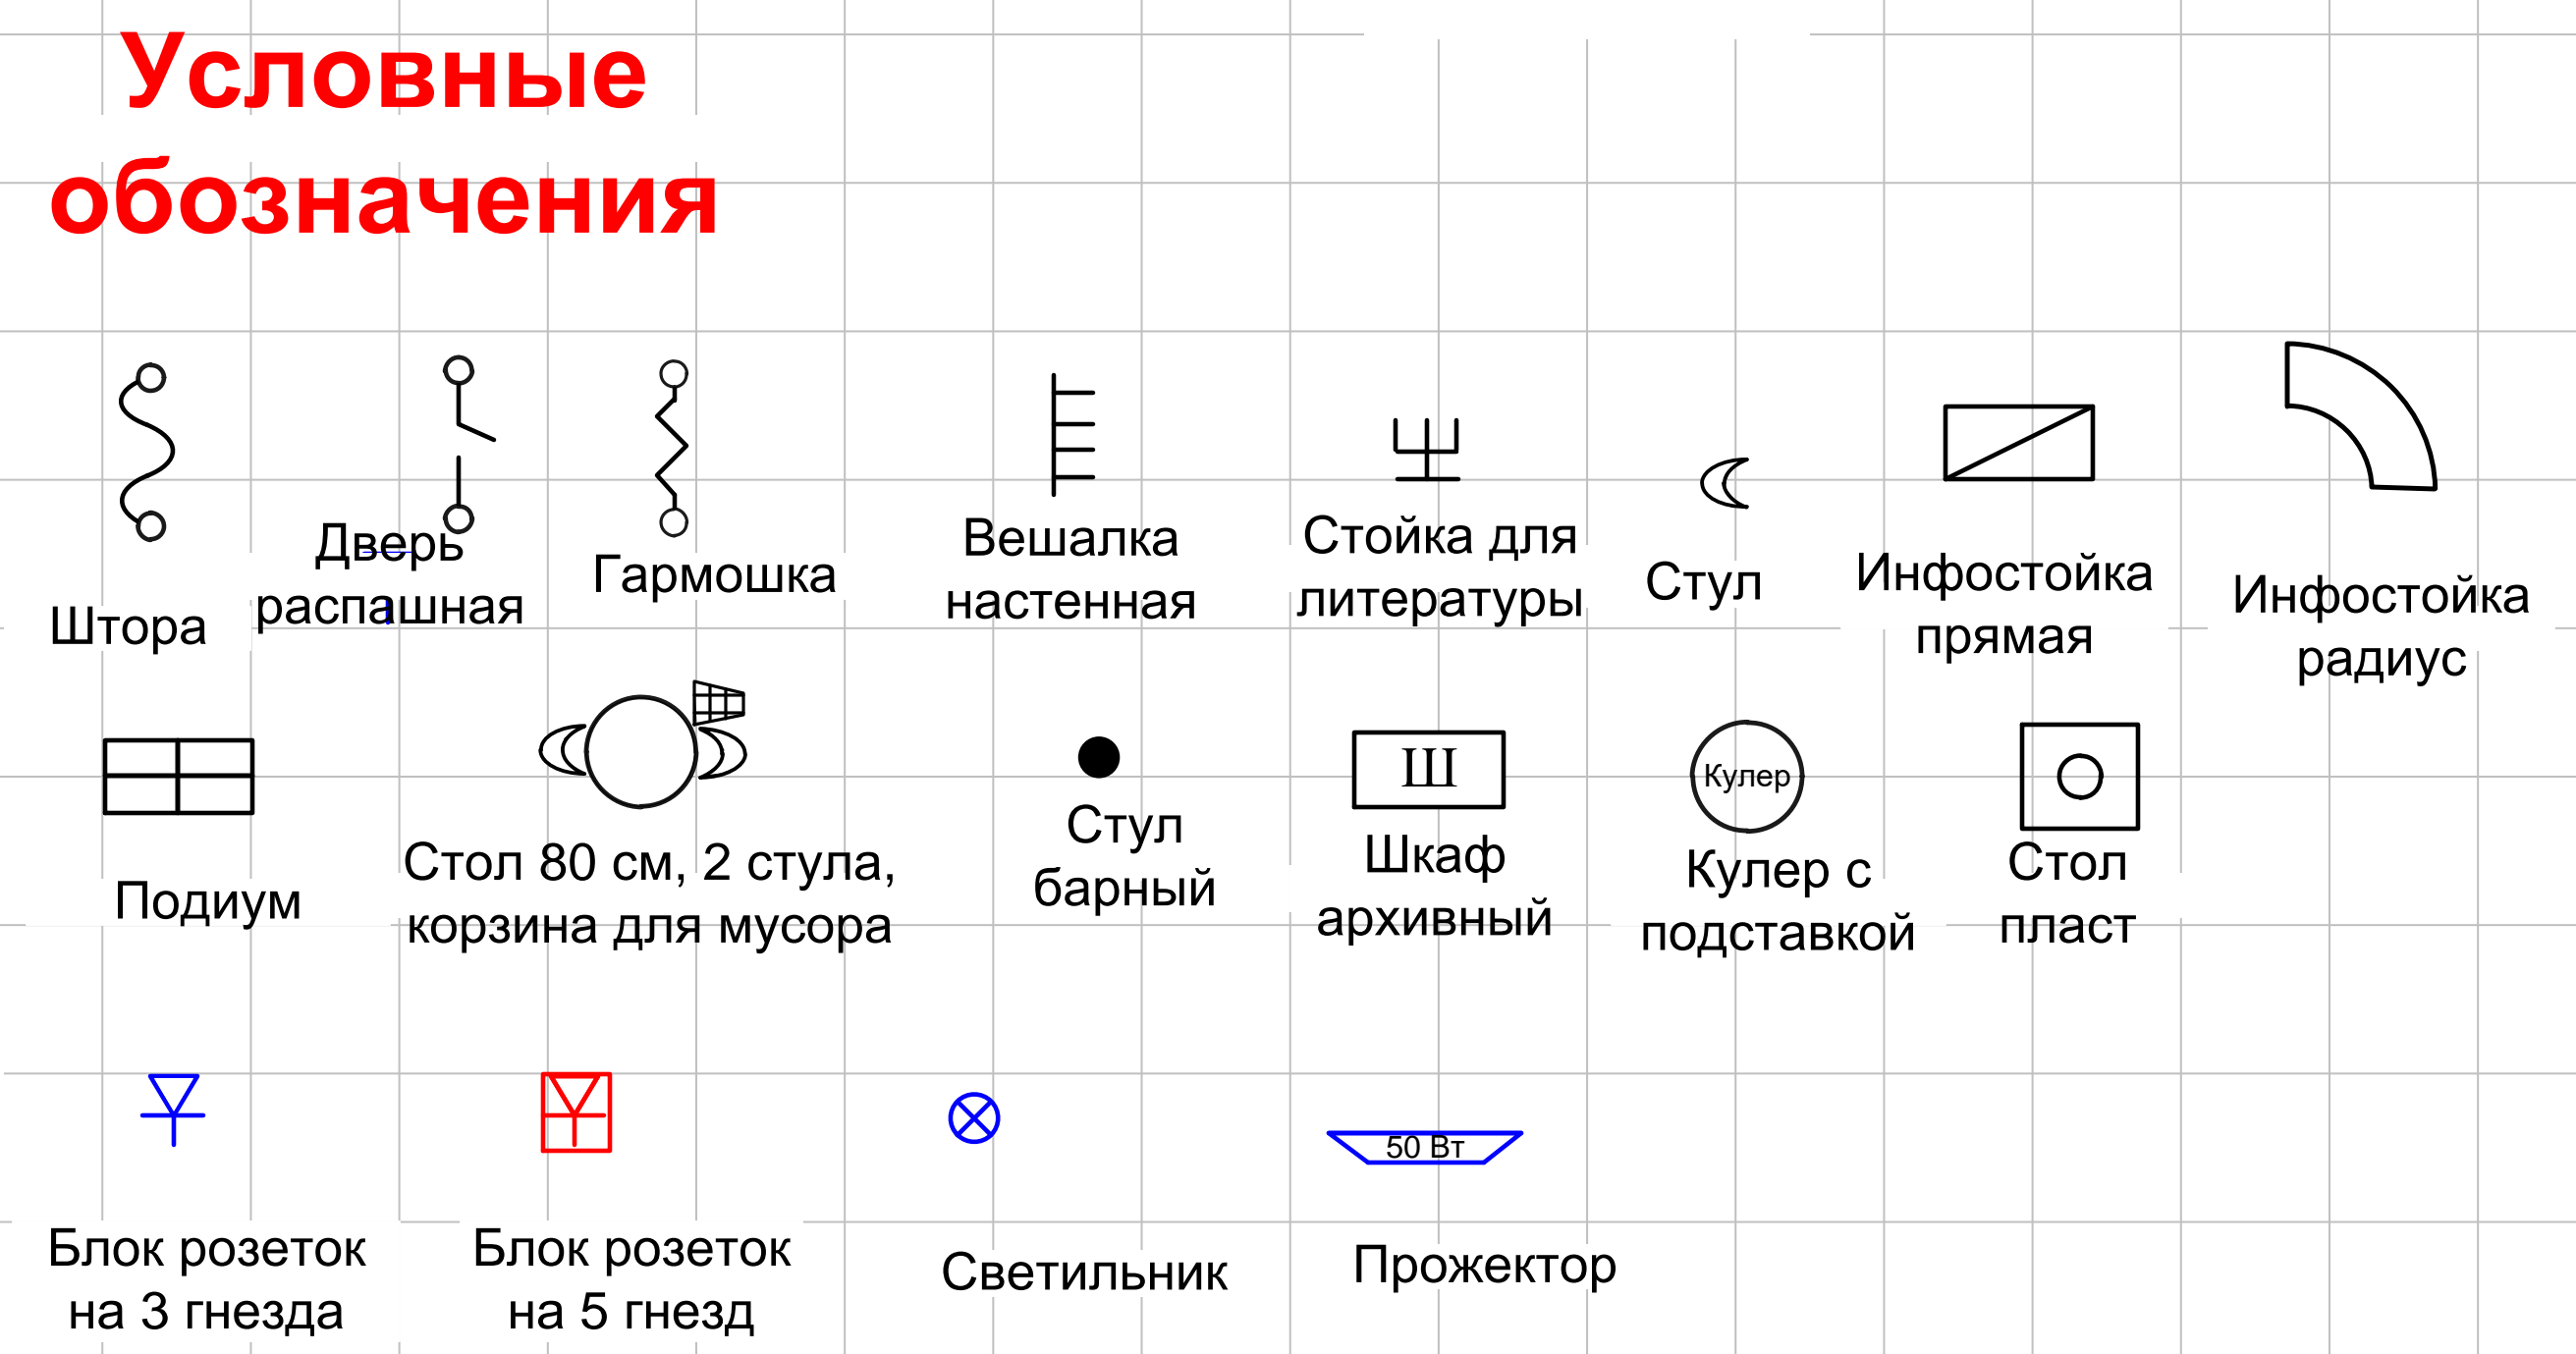 Условные
обозначения
Штора
Дверь
распашная
Гармошка
Вешалка
настенная
Стойка для
литературы
Стул
Инфостойка
прямая
Инфостойка
радиус
Подиум
Стол 80 см, 2 стула,
корзина для мусора
Стул
барный
Ш
Шкаф
архивный
Кулер
Кулер с
подставкой
Стол
пласт
Блок розеток
на 3 гнезда
Блок розеток
на 5 гнезд
Светильник
50 Вт
Прожектор